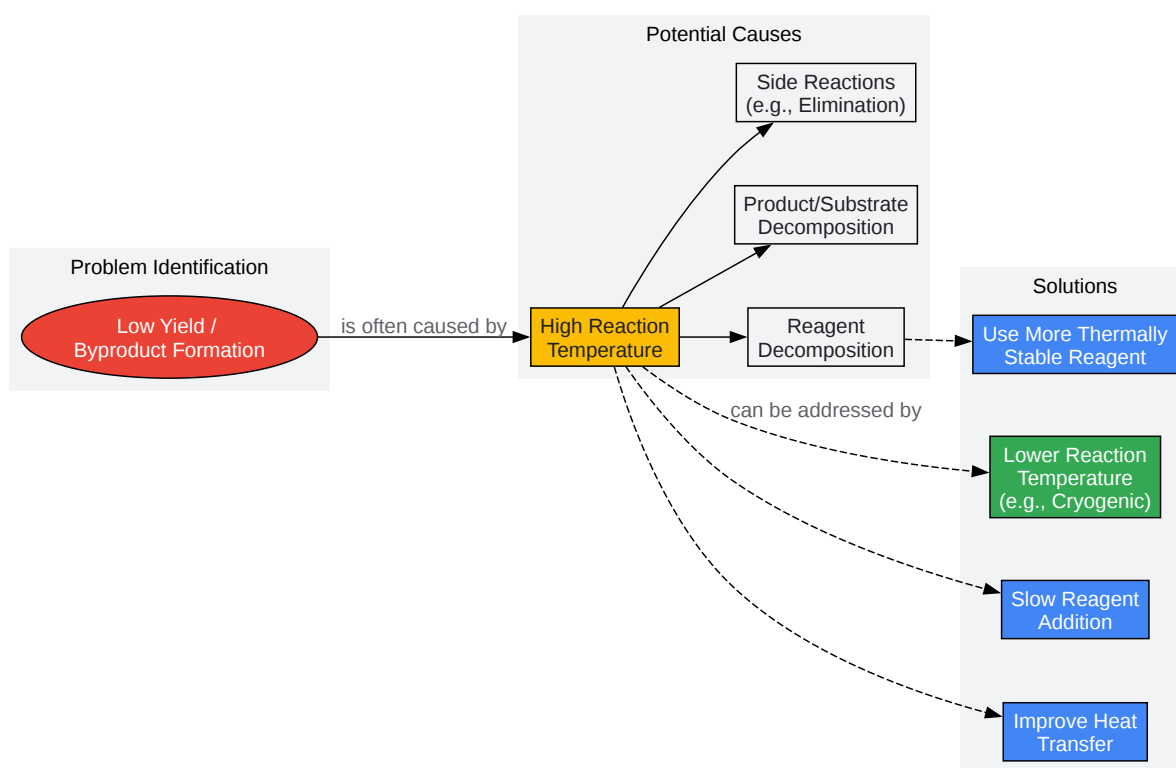 Potential Causes
Side Reactions
(e.g., Elimination)
Product/Substrate
Decomposition
Problem Identification
Low Yield /
Byproduct Formation
is often caused by
High Reaction
Temperature
Reagent
Decomposition
Solutions
Use More Thermally
Stable Reagent
can be addressed by
Lower Reaction
Temperature
(e.g., Cryogenic)
Slow Reagent
Addition
Improve Heat
Transfer